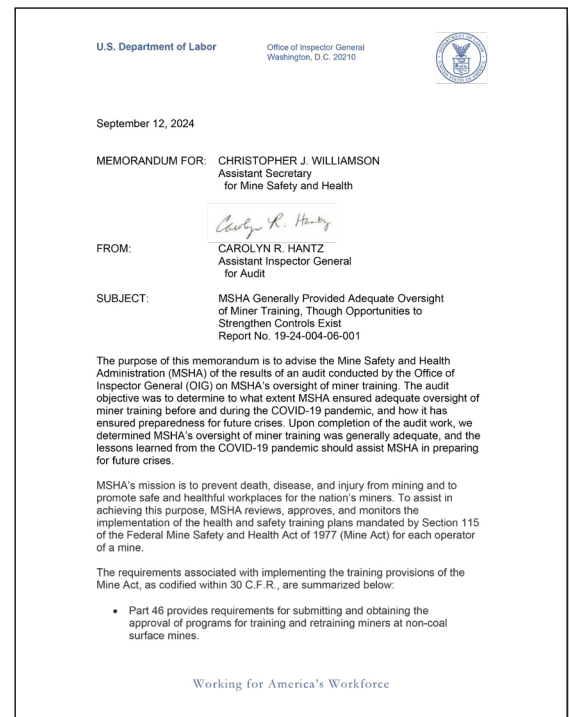 U.S. Department of Labor
Office of Inspector General
Washington, D.C. 20210
September 12, 2024
MEMORANDUM FOR: CHRISTOPHER J. WILLIAMSON
Assistant Secretary
for Mine Safety and Health
Carolyn R. Hantz
FROM: CAROLYN R. HANTZ
Assistant Inspector General
for Audit
SUBJECT: MSHA Generally Provided Adequate Oversight
of Miner Training, Though Opportunities to
Strengthen Controls Exist
Report No. 19-24-004-06-001
The purpose of this memorandum is to advise the Mine Safety and Health
Administration (MSHA) of the results of an audit conducted by the Office of
Inspector General (OIG) on MSHA's oversight of miner training. The audit
objective was to determine to what extent MSHA ensured adequate oversight of
miner training before and during the COVID-19 pandemic, and how it has
ensured preparedness for future crises. Upon completion of the audit work, we
determined MSHA's oversight of miner training was generally adequate, and the
lessons learned from the COVID-19 pandemic should assist MSHA in preparing
for future crises.
MSHA's mission is to prevent death, disease, and injury from mining and to
promote safe and healthful workplaces for the nation's miners. To assist in
achieving this purpose, MSHA reviews, approves, and monitors the
implementation of the health and safety training plans mandated by Section 115
of the Federal Mine Safety and Health Act of 1977 (Mine Act) for each operator
of a mine.
The requirements associated with implementing the training provisions of the
Mine Act, as codified within 30 C.F.R., are summarized below:
• Part 46 provides requirements for submitting and obtaining the
approval of programs for training and retraining miners at non-coal
surface mines.
Working for America's Workforce